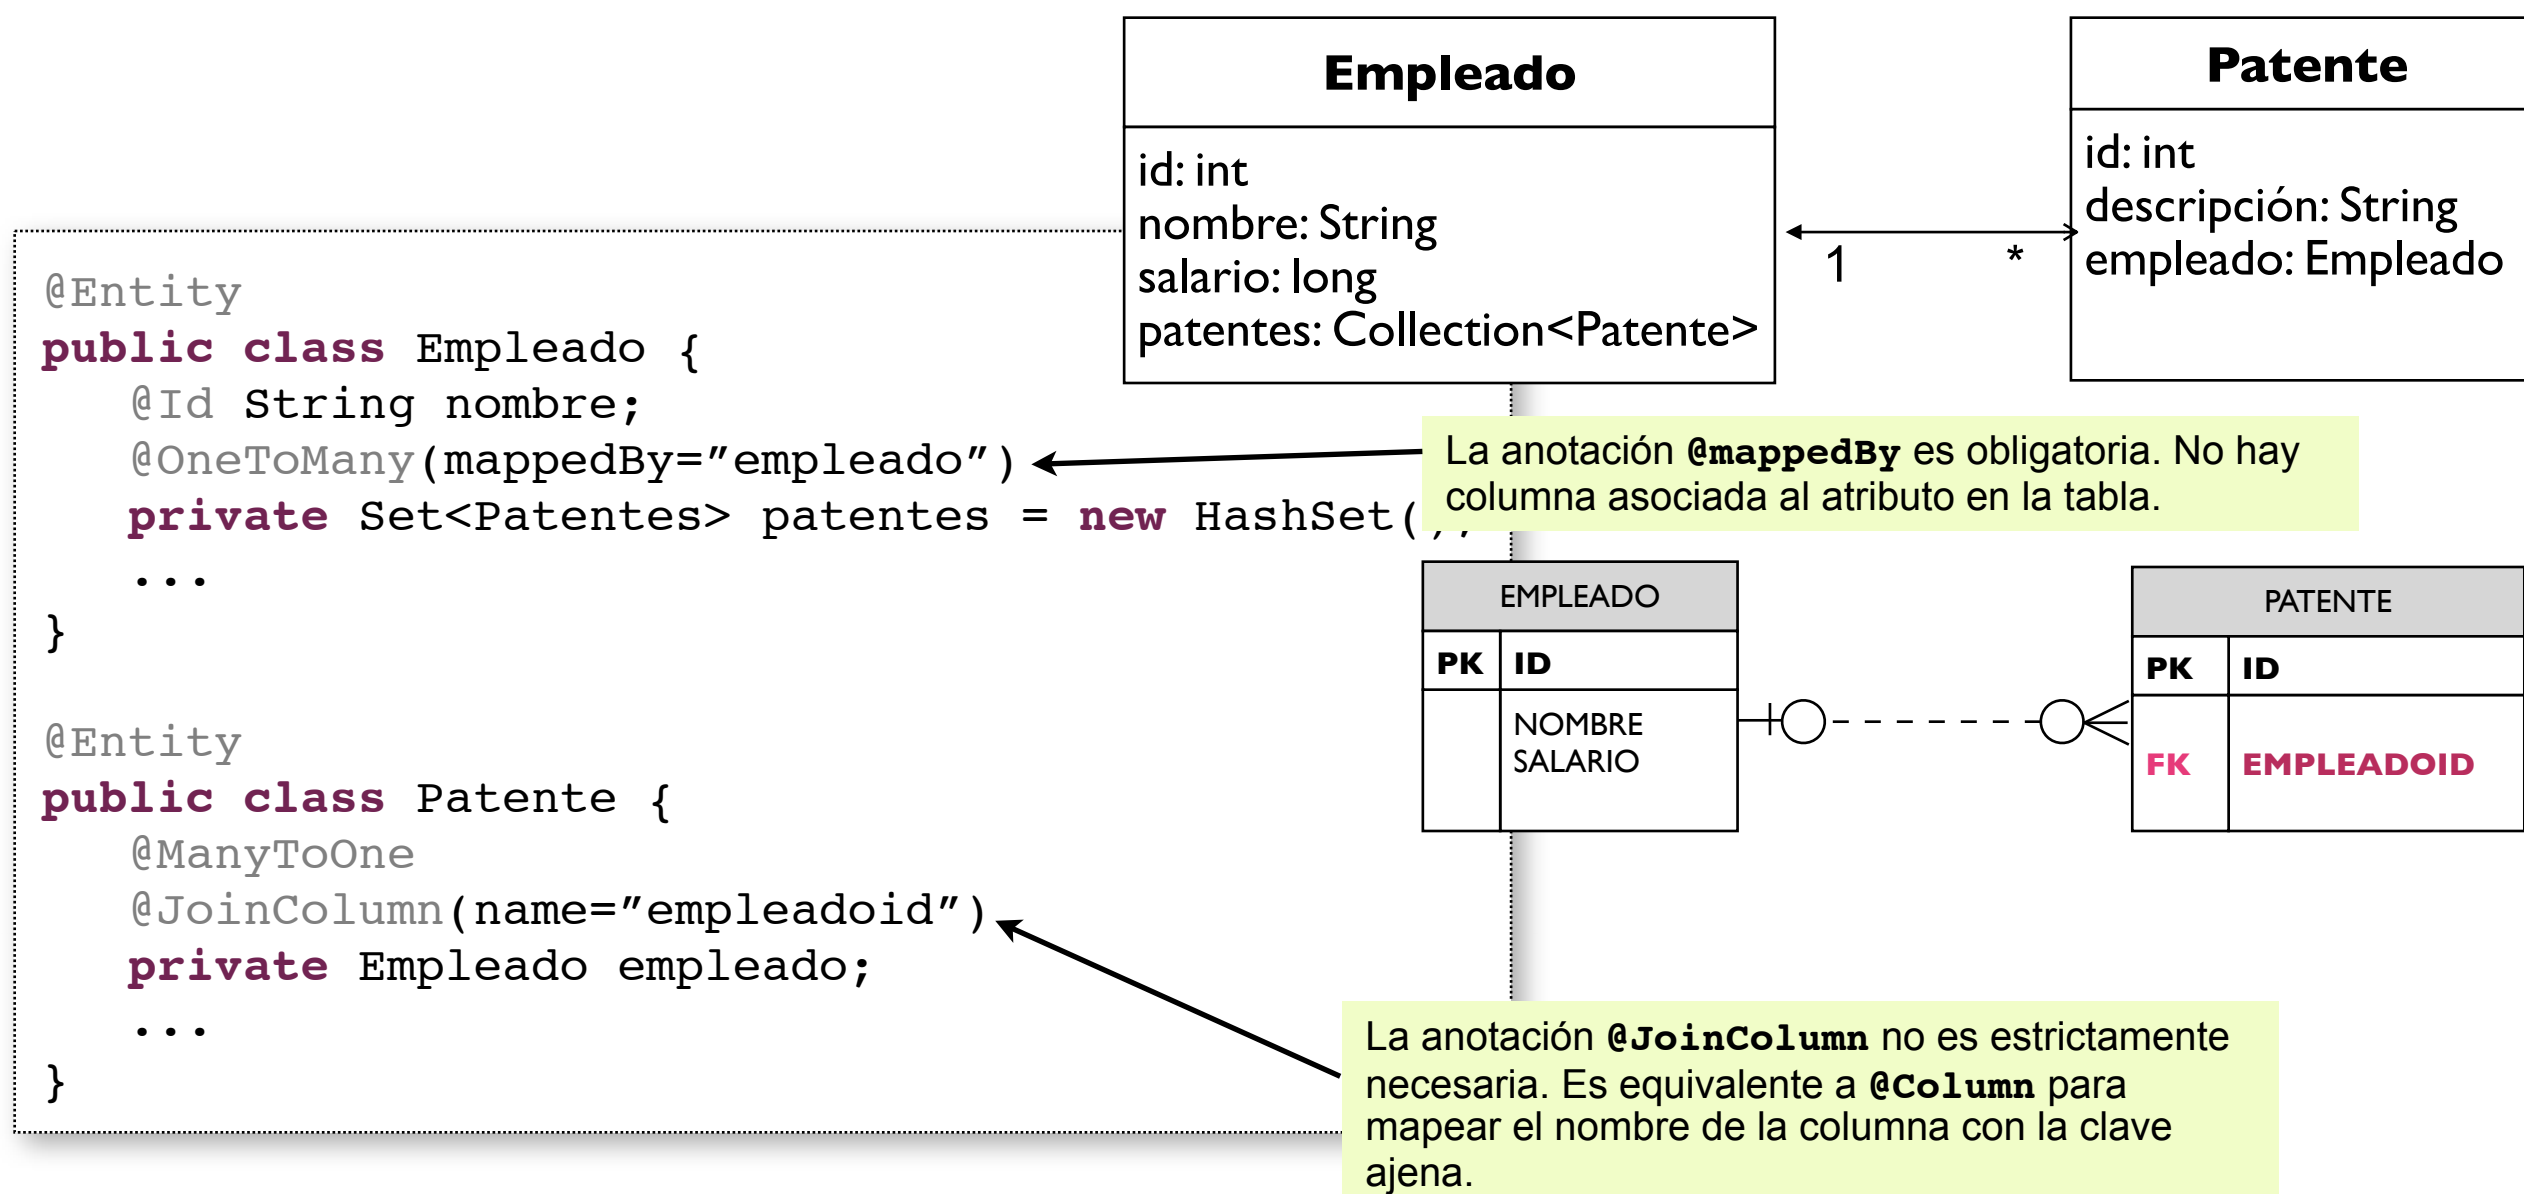 Empleado
id: int
nombre: String
salario: long
patentes: Collection<Patente>
1
*
Patente
id: int
descripción: String
empleado: Empleado
@Entity
public class Empleado {
@Id String nombre;
@OneToMany(mappedBy="empleado")
private Set<Patentes> patentes = new HashSet();
...
}
@Entity
public class Patente {
@ManyToOne
@JoinColumn(name="empleadoid")
private Empleado empleado;
...
}
La anotación @mappedBy es obligatoria. No hay
columna asociada al atributo en la tabla.
EMPLEADO
PK ID
NOMBRE
SALARIO
PATENTE
PK ID
FK EMPLEADOID
La anotación @JoinColumn no es estrictamente
necesaria. Es equivalente a @Column para
mapear el nombre de la columna con la clave
ajena.